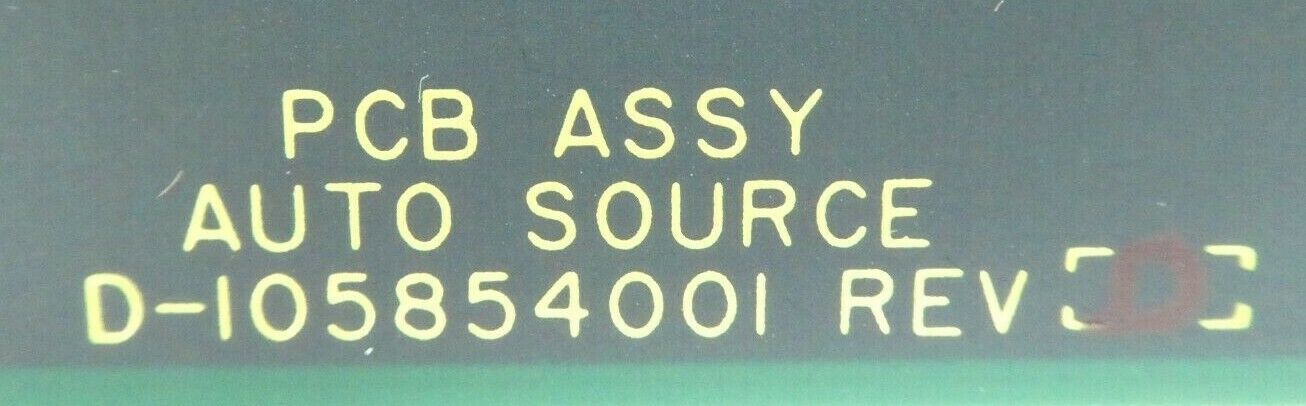 PCB ASSY
AUTO SOURCE
D-105854001 REV D